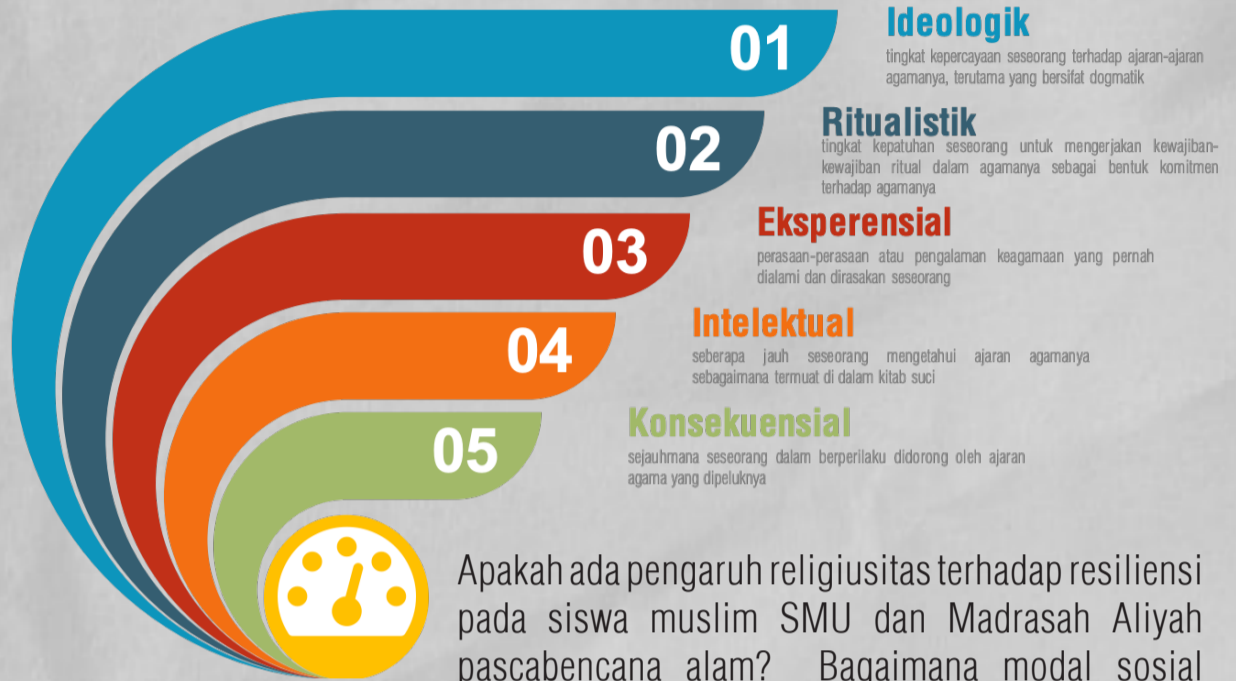 01
Ideologik
tingkat kepercayaan seseorang terhadap ajaran-ajaran
agamanya, terutama yang bersifat dogmatik
02
Ritualistik
tingkat kepatuhan seseorang untuk mengerjakan kewajiban-
kewajiban ritual dalam agamanya sebagai bentuk komitmen
terhadap agamanya
03
Eksperensial
perasaan-perasaan atau pengalaman keagamaan yang pernah
dialami dan dirasakan seseorang
04
Intelektual
seberapa jauh seseorang mengetahui ajaran agamanya
sebagaimana termuat di dalam kitab suci
05
Konsekuensial
sejauhmana seseorang dalam berperilaku didorong oleh ajaran
agama yang dipeluknya
Apakah ada pengaruh religiusitas terhadap resiliensi
pada siswa muslim SMU dan Madrasah Aliyah
pascabencana alam? Bagaimana modal sosial